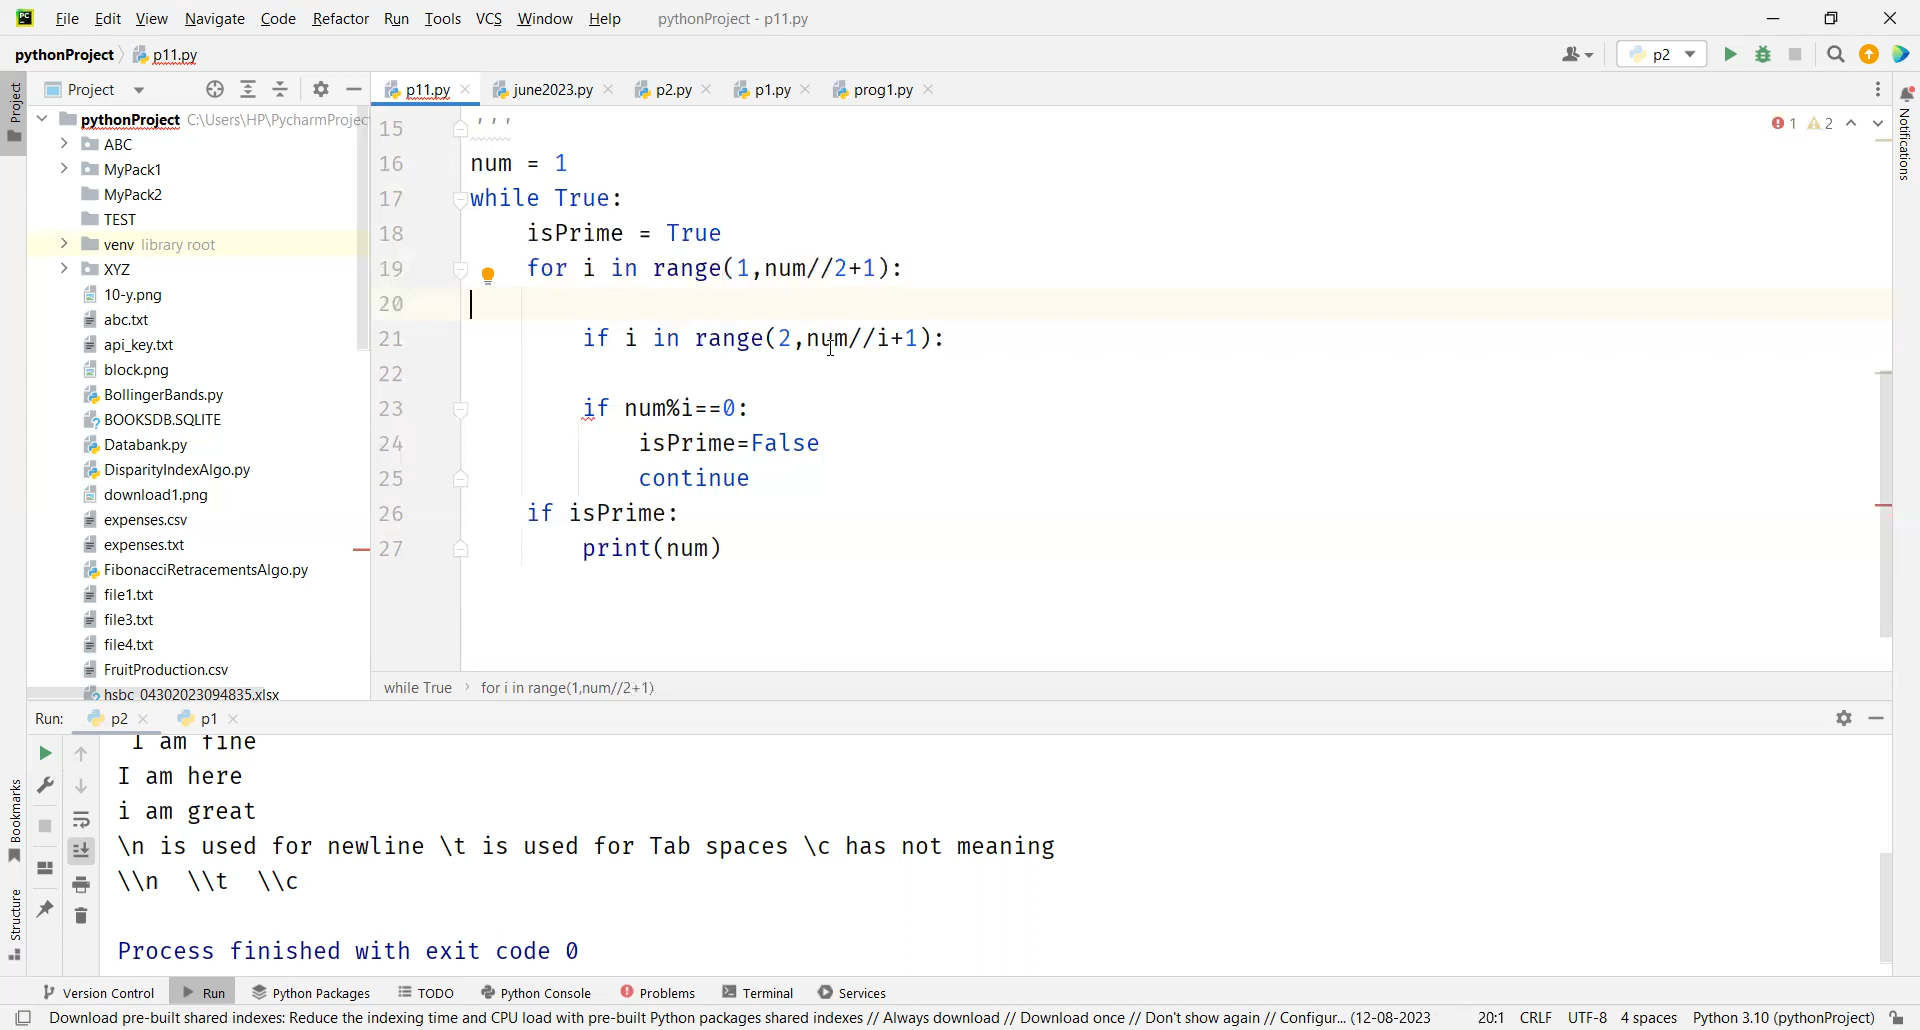 PC File Edit View Navigate Code Refactor Run Tools VCS Window Help pythonProject - p11.py
pythonProject p11.py p2
Project p11.py june2023.py p2.py p1.py prog1.py
Project
Notifications
Bookmarks
Structure
pythonProject C:\Users\HP\PycharmProjec
ABC
MyPack1
MyPack2
TEST
venv library root
XYZ
10-y.png
abc.txt
api_key.txt
block.png
BollingerBands.py
BOOKSDB.SQLITE
Databank.py
DisparityIndexAlgo.py
download1.png
expenses.csv
expenses.txt
FibonacciRetracementsAlgo.py
file1.txt
file3.txt
file4.txt
FruitProduction.csv
hsbc_04302023094835.xlsx
1 2
15 '''
16 num = 1
17 while True:
18 isPrime = True
19 for i in range(1,num//2+1):
20
21 if i in range(2,num//i+1):
22
23 if num%i==0:
24 isPrime=False
25 continue
26 if isPrime:
27 print(num)
while True › for i in range(1,num//2+1)
Run: p2 p1
I am fine
I am here
i am great
\n is used for newline \t is used for Tab spaces \c has not meaning
\\n \\t \\c
Process finished with exit code 0
Version Control Run Python Packages TODO Python Console Problems Terminal Services
Download pre-built shared indexes: Reduce the indexing time and CPU load with pre-built Python packages shared indexes // Always download // Download once // Don't show again // Configur... (12-08-2023 20:1 CRLF UTF-8 4 spaces Python 3.10 (pythonProject)